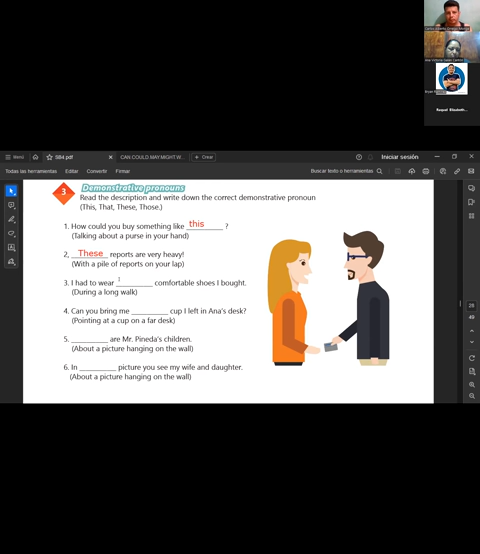 Raquel Elizabeth...
Menú
SB4.pdf
CAN COULD MAY MIGHT W...
+ Crear
Iniciar sesión
Todas las herramientas
Editar
Convertir
Firmar
Buscar texto o herramientas
3
Demonstrative pronouns
Read the description and write down the correct demonstrative pronoun
(This, That, These, Those.)
1. How could you buy something like this ?
(Talking about a purse in your hand)
2, These reports are very heavy!
(With a pile of reports on your lap)
3. I had to wear __________ comfortable shoes I bought.
(During a long walk)
4. Can you bring me __________ cup I left in Ana's desk?
(Pointing at a cup on a far desk)
5. __________ are Mr. Pineda's children.
(About a picture hanging on the wall)
6. In __________ picture you see my wife and daughter.
(About a picture hanging on the wall)
28
49